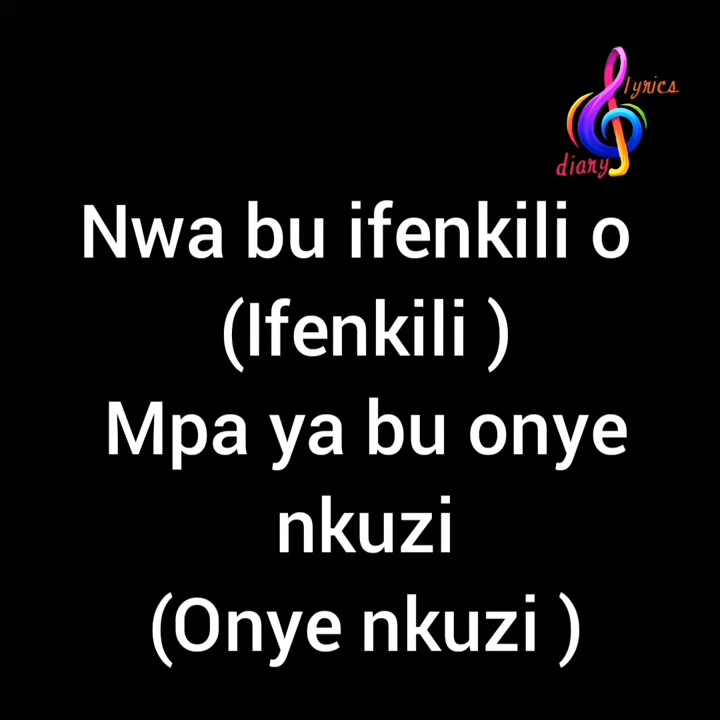 lyrics
diary
Nwa bu ifenkili o
(Ifenkili )
Mpa ya bu onye
nkuzi
(Onye nkuzi )